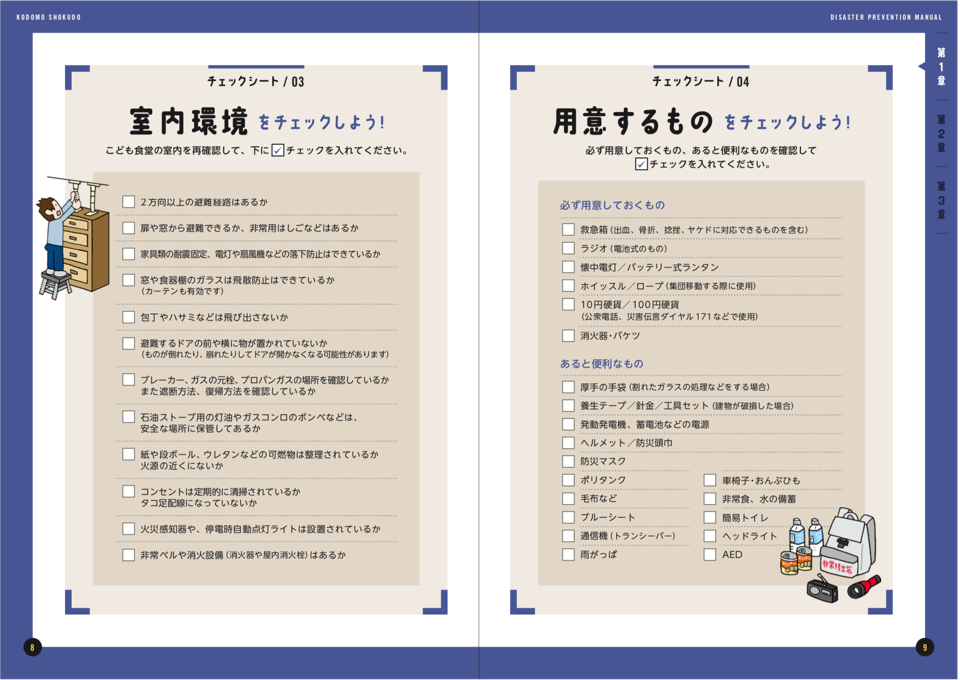 KODOMO SHOKUDO
チェックシート / 03
室内環境をチェックしよう!
こども食堂の室内を再確認して、下に✓チェックを入れてください。
2方向以上の避難経路はあるか
扉や窓から避難できるか、非常用はしごなどはあるか
家具類の耐震固定、電灯や扇風機などの落下防止はできているか
窓や食器棚のガラスは飛散防止はできているか
(カーテンも有効です)
包丁やハサミなどは飛び出さないか
避難するドアの前や横に物が置かれていないか
(ものが倒れたり、崩れたりしてドアが開かなくなる可能性があります)
ブレーカー、ガスの元栓、プロパンガスの場所を確認しているか
また遮断方法、復帰方法を確認しているか
石油ストーブ用の灯油やガスコンロのボンベなどは、
安全な場所に保管してあるか
紙や段ボール、ウレタンなどの可燃物は整理されているか
火源の近くにないか
コンセントは定期的に清掃されているか
タコ足配線になっていないか
火災感知器や、停電時自動点灯ライトは設置されているか
非常ベルや消火設備(消火器や屋内消火栓)はあるか
8
DISASTER PREVENTION MANUAL
チェックシート / 04
用意するものをチェックしよう!
必ず用意しておくもの、あると便利なものを確認して
✓チェックを入れてください。
必ず用意しておくもの
救急箱(出血、骨折、捻挫、ヤケドに対応できるものを含む)
ラジオ(電池式のもの)
懐中電灯/バッテリー式ランタン
ホイッスル/ロープ(集団移動する際に使用)
10円硬貨/100円硬貨
(公衆電話、災害伝言ダイヤル171などで使用)
消火器・バケツ
あると便利なもの
厚手の手袋(割れたガラスの処理などをする場合)
養生テープ/針金/工具セット(建物が破損した場合)
発動発電機、蓄電池などの電源
ヘルメット/防災頭巾
防災マスク
ポリタンク
毛布など
ブルーシート
通信機(トランシーバー)
雨がっぱ
車椅子・おんぶひも
非常食、水の備蓄
簡易トイレ
ヘッドライト
AED
非常持出袋
第1章
第2章
第3章
9